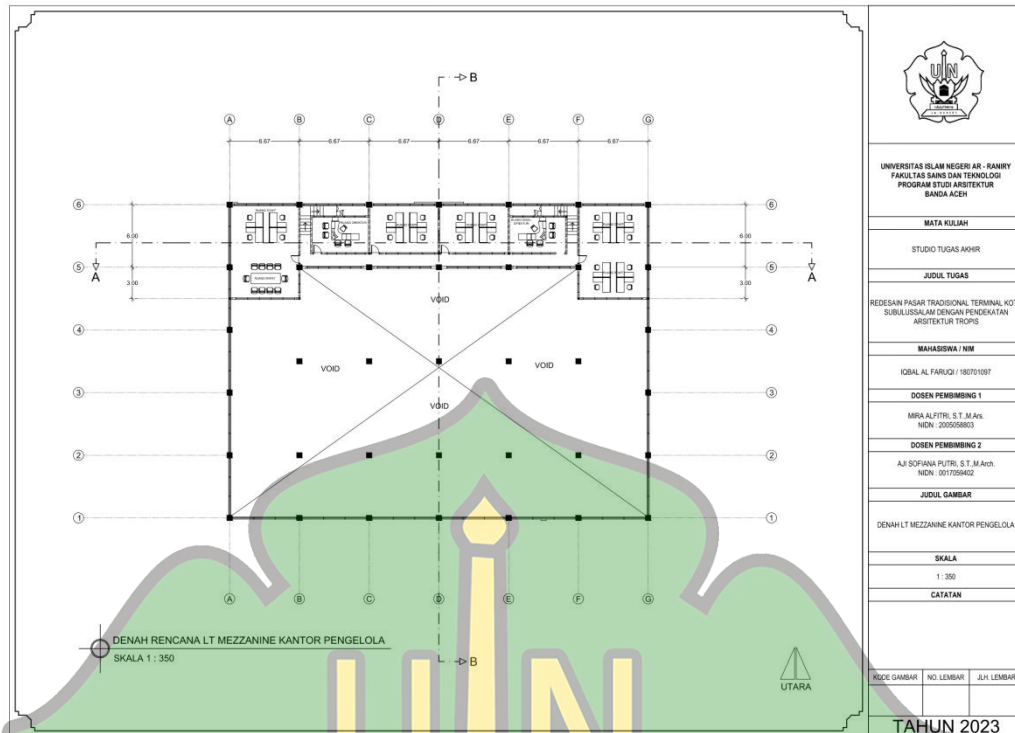 B
A B C D E F G
6.67 6.67 6.67 6.67 6.67 6.67
6 6
6.00 6.00
A A
5 5
3.00 3.00
RUANG STAFF
RUANG RAPAT
VOID
4 4
VOID VOID
3 3
VOID
2 2
1 1
A B C D E F G
B
DENAH RENCANA LT MEZZANINE KANTOR PENGELOLA
SKALA 1 : 350
UTARA
UIN
UIN
UNIVERSITAS ISLAM NEGERI AR - RANIRY
FAKULTAS SAINS DAN TEKNOLOGI
PROGRAM STUDI ARSITEKTUR
BANDA ACEH
MATA KULIAH
STUDIO TUGAS AKHIR
JUDUL TUGAS
REDESAIN PASAR TRADISIONAL TERMINAL KOT
SUBULUSSALAM DENGAN PENDEKATAN
ARSITEKTUR TROPIS
MAHASISWA / NIM
IQBAL AL FARUQI / 180701097
DOSEN PEMBIMBING 1
MIRA ALFITRI, S.T.,M.Ars.
NIDN : 2005058803
DOSEN PEMBIMBING 2
AJI SOFIANA PUTRI, S.T.,M.Arch.
NIDN : 0017059402
JUDUL GAMBAR
DENAH LT MEZZANINE KANTOR PENGELOLA
SKALA
1 : 350
CATATAN
KODE GAMBAR NO. LEMBAR JLH. LEMBAR
TAHUN 2023